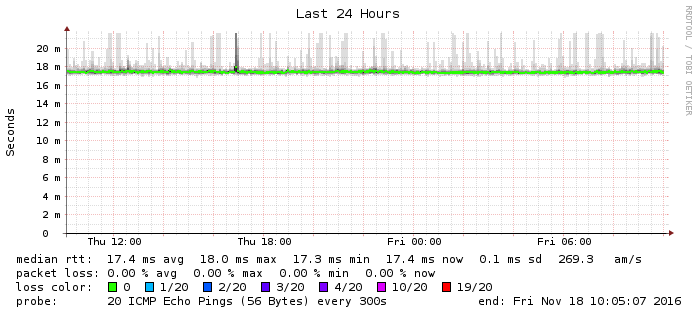 Last 24 Hours
RRDTOOL / TOBI OETIKER
Seconds
20 m
18 m
16 m
14 m
12 m
10 m
8 m
6 m
4 m
2 m
0
Thu 12:00 Thu 18:00 Fri 00:00 Fri 06:00
median rtt: 17.4 ms avg 18.0 ms max 17.3 ms min 17.4 ms now 0.1 ms sd 269.3 am/s
packet loss: 0.00 % avg 0.00 % max 0.00 % min 0.00 % now
loss color: 0 1/20 2/20 3/20 4/20 10/20 19/20
probe: 20 ICMP Echo Pings (56 Bytes) every 300s end: Fri Nov 18 10:05:07 2016